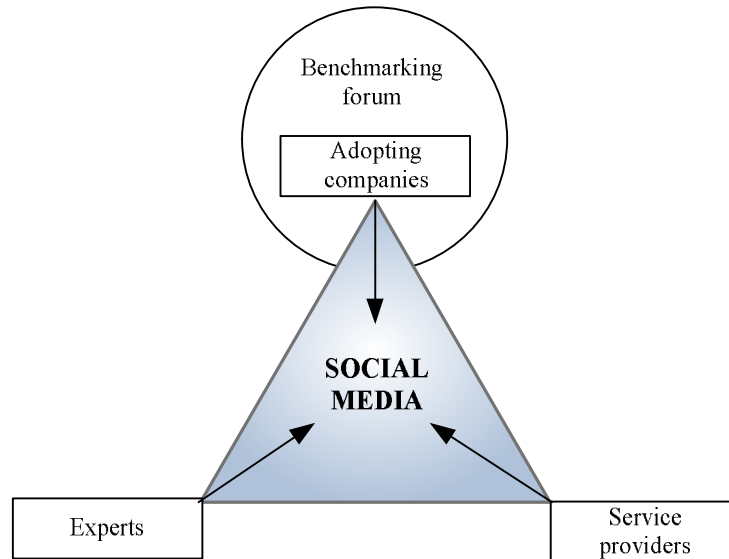 Benchmarking
forum
Adopting
companies
SOCIAL
MEDIA
Experts
Service
providers